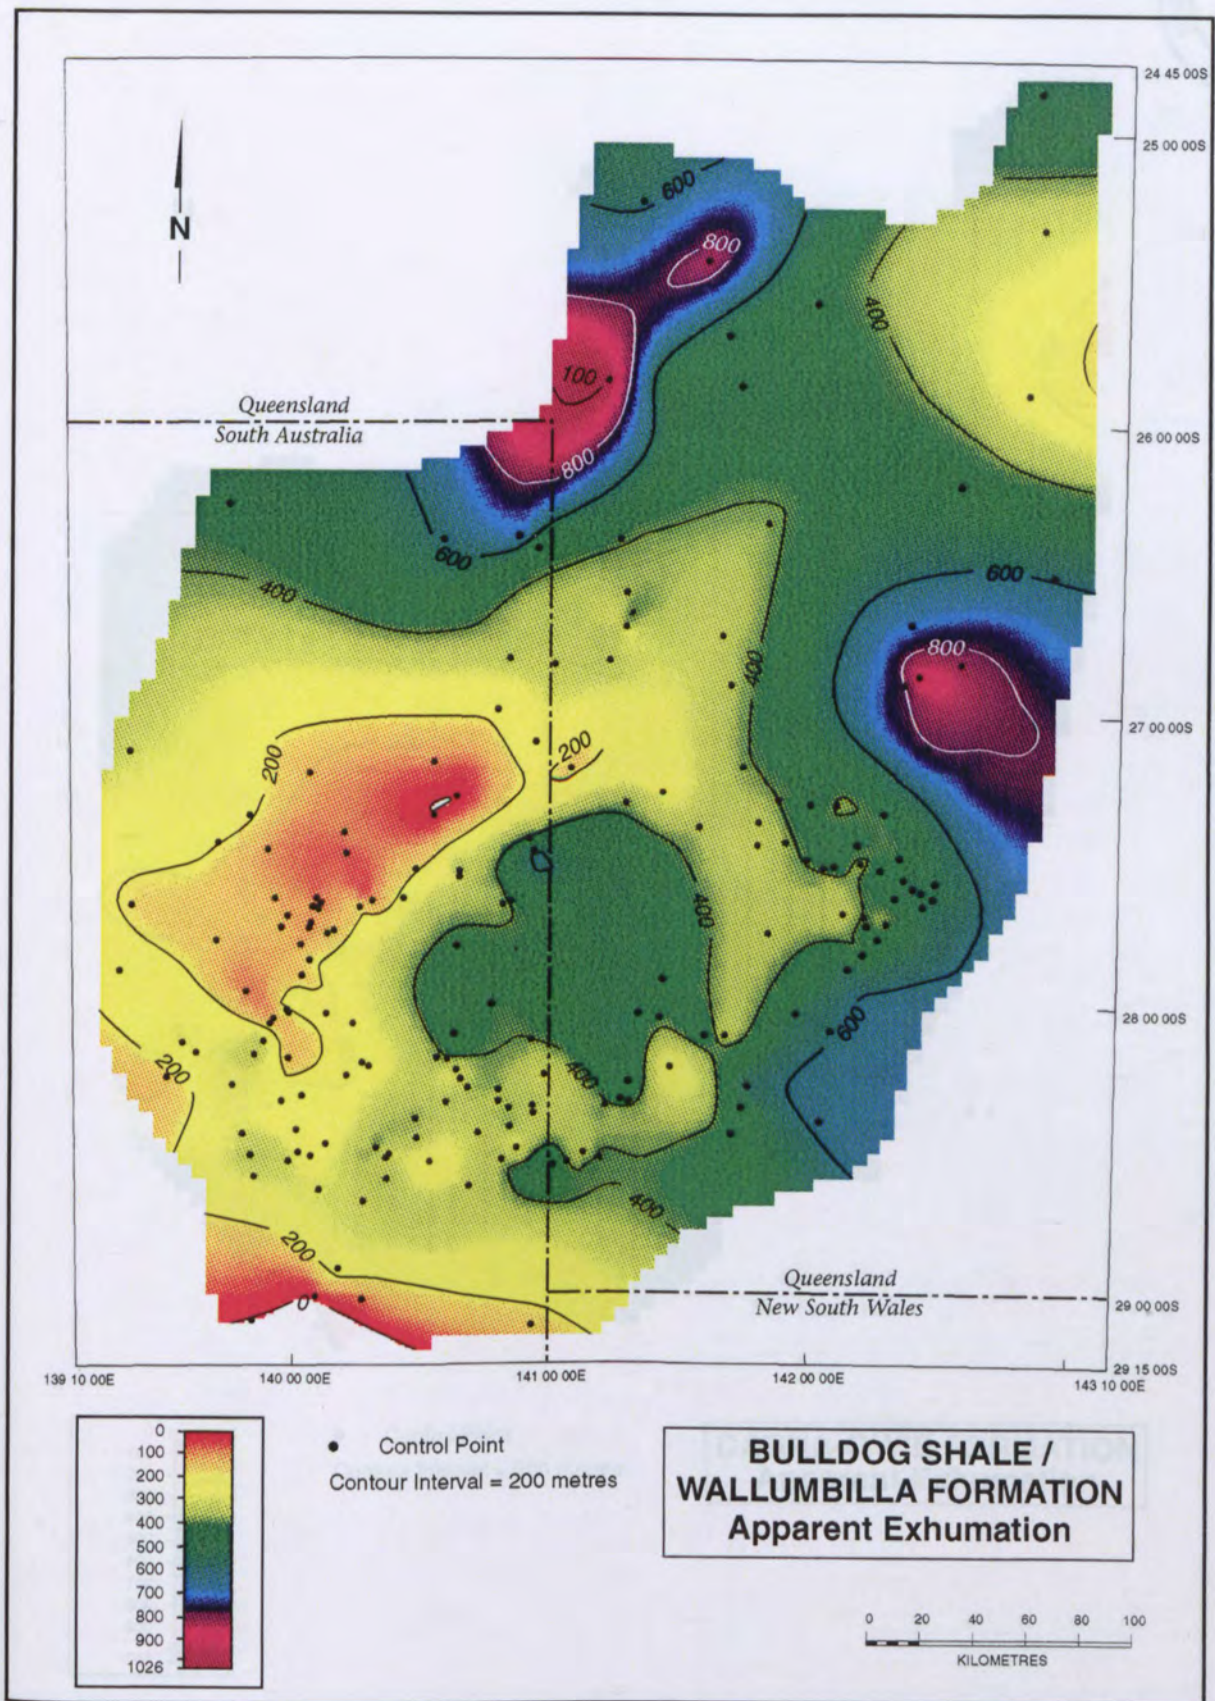 24 45 00S
25 00 00S
600
800
400
100
Queensland
South Australia
26 00 00S
800
600
600
400
800
400
27 00 00S
200
200
400
28 00 00S
600
200
400
400
200
Queensland
0
New South Wales
29 00 00S
29 15 00S
139 10 00E
140 00 00E
141 00 00E
142 00 00E
143 10 00E
N
0
100
200
300
400
500
600
700
800
900
1026
Control Point
Contour Interval = 200 metres
BULLDOG SHALE /
WALLUMBILLA FORMATION
Apparent Exhumation
0 20 40 60 80 100
KILOMETRES